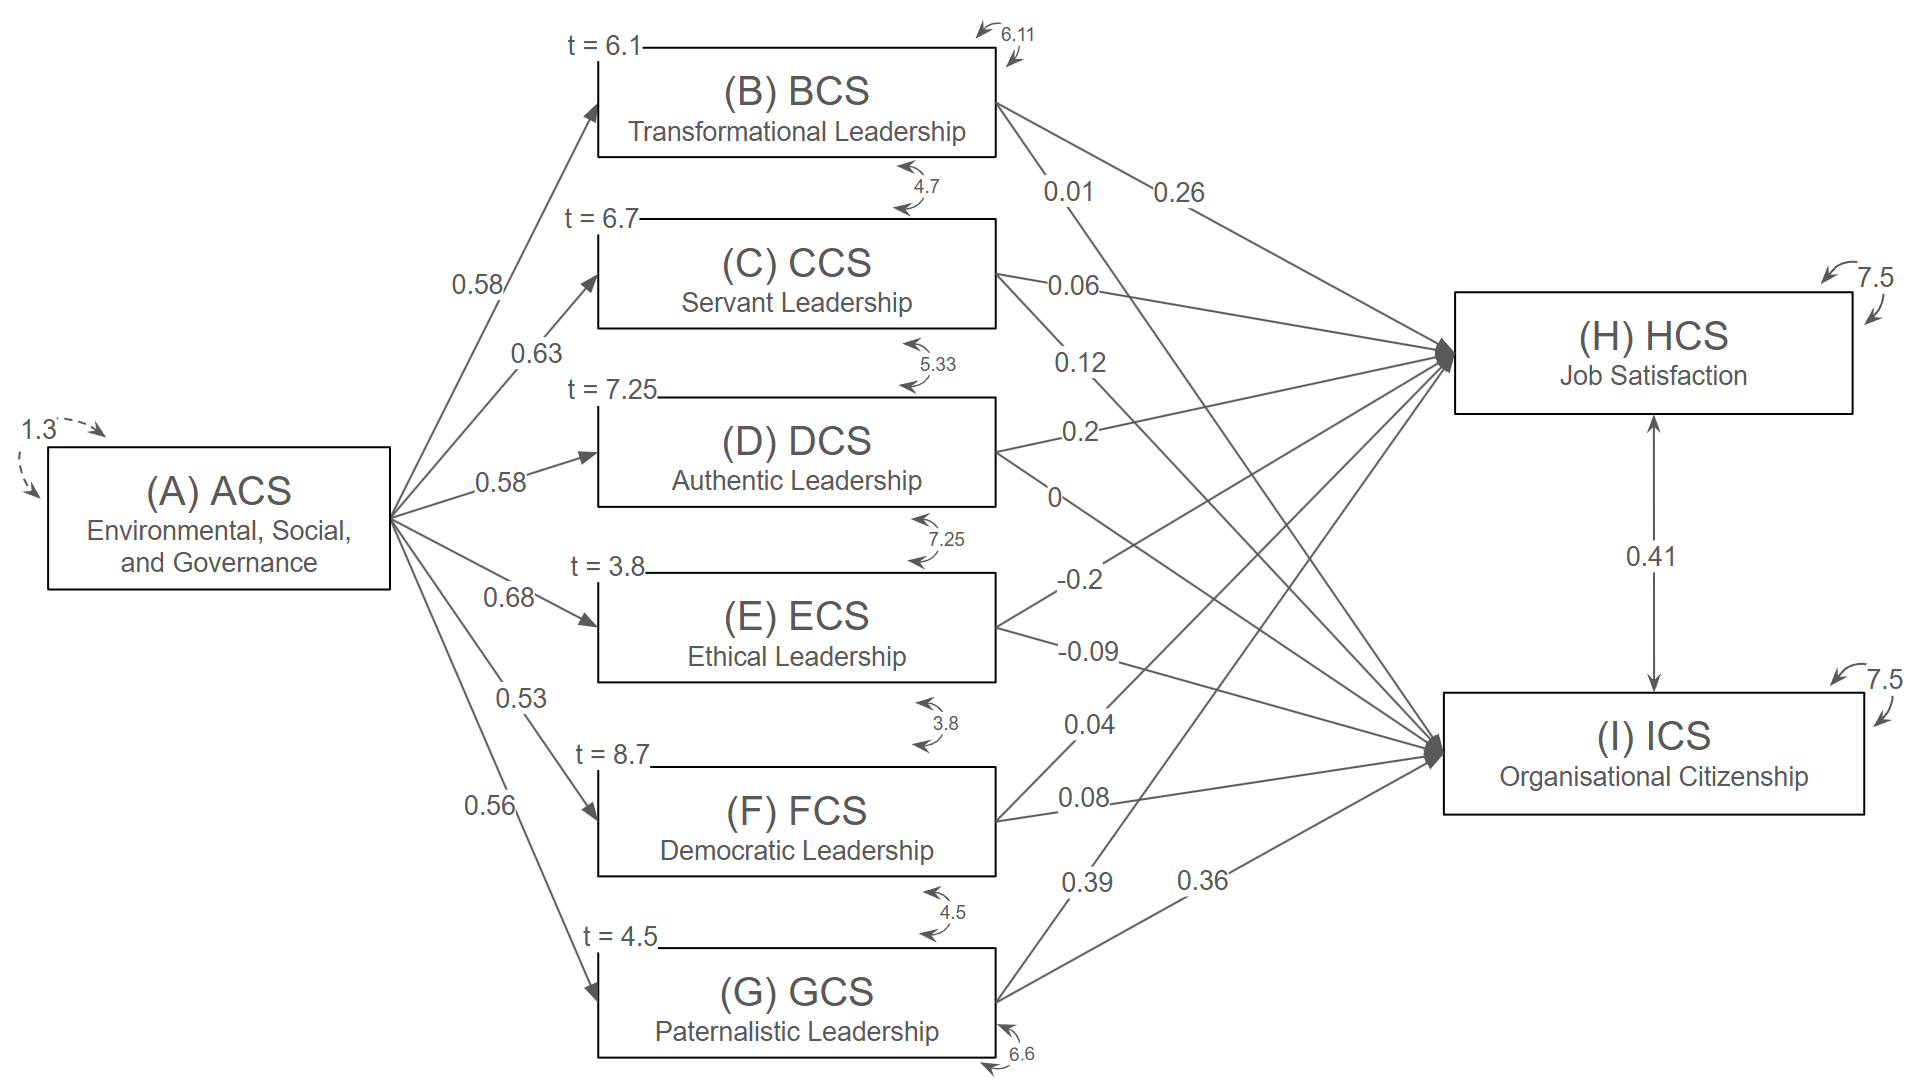 t = 6.1
6.11
(B) BCS
Transformational Leadership
4.7
0.01
0.26
t = 6.7
(C) CCS
Servant Leadership
0.58
0.06
7.5
(H) HCS
Job Satisfaction
0.63
5.33
0.12
t = 7.25
(D) DCS
Authentic Leadership
0.2
1.3
(A) ACS
Environmental, Social,
and Governance
0.58
0
7.25
0.41
t = 3.8
-0.2
(E) ECS
Ethical Leadership
0.68
-0.09
7.5
(I) ICS
Organisational Citizenship
0.53
3.8
0.04
t = 8.7
(F) FCS
Democratic Leadership
0.56
0.08
0.39
0.36
4.5
t = 4.5
(G) GCS
Paternalistic Leadership
6.6